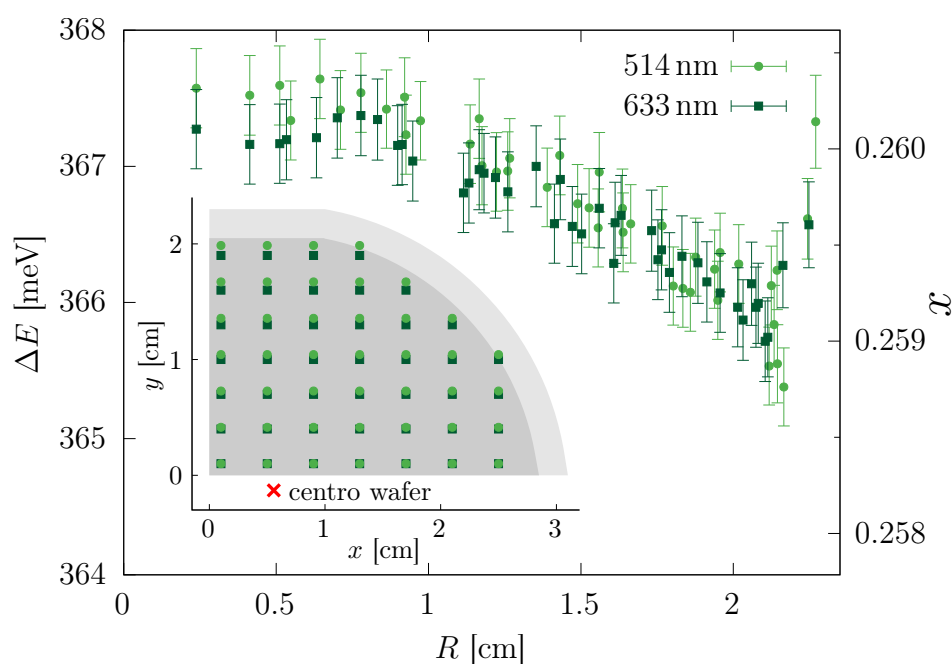 368
367
366
365
364
ΔE [meV]
514 nm
633 nm
0.260
0.259
0.258
x
2
1
0
y [cm]
centro wafer
0 1 2 3
x [cm]
0 0.5 1 1.5 2
R [cm]